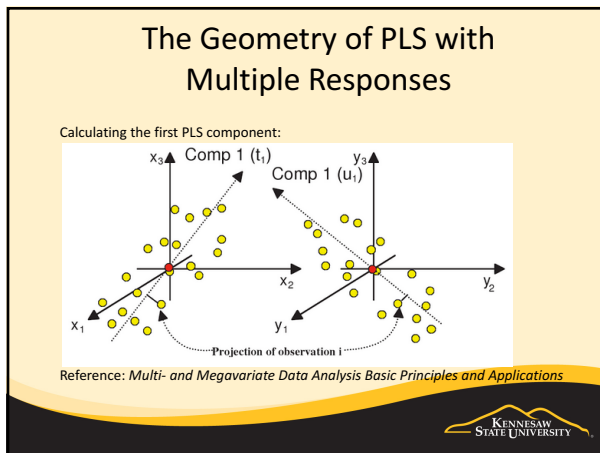 The Geometry of PLS with
Multiple Responses
Calculating the first PLS component:
x3
Comp 1 (t1)
x2
x1
y3
Comp 1 (u1)
y2
y1
Projection of observation i
Reference: Multi- and Megavariate Data Analysis Basic Principles and Applications
KENNESAW
STATE UNIVERSITY